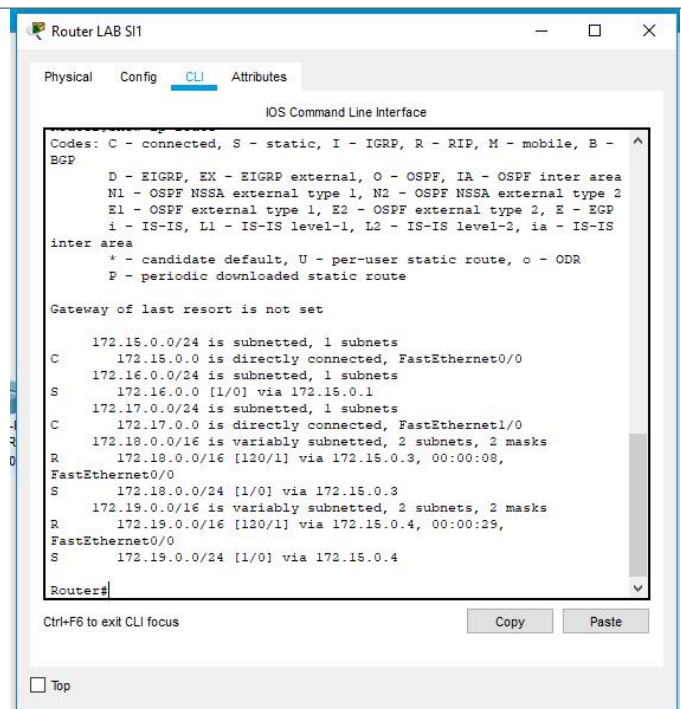 Router LAB SI1
Physical Config CLI Attributes
IOS Command Line Interface
Codes: C - connected, S - static, I - IGRP, R - RIP, M - mobile, B -
BGP
D - EIGRP, EX - EIGRP external, O - OSPF, IA - OSPF inter area
N1 - OSPF NSSA external type 1, N2 - OSPF NSSA external type 2
E1 - OSPF external type 1, E2 - OSPF external type 2, E - EGP
i - IS-IS, L1 - IS-IS level-1, L2 - IS-IS level-2, ia - IS-IS
inter area
* - candidate default, U - per-user static route, o - ODR
P - periodic downloaded static route
Gateway of last resort is not set
172.15.0.0/24 is subnetted, 1 subnets
C 172.15.0.0 is directly connected, FastEthernet0/0
172.16.0.0/24 is subnetted, 1 subnets
S 172.16.0.0 [1/0] via 172.15.0.1
172.17.0.0/24 is subnetted, 1 subnets
C 172.17.0.0 is directly connected, FastEthernet1/0
172.18.0.0/16 is variably subnetted, 2 subnets, 2 masks
R 172.18.0.0/16 [120/1] via 172.15.0.3, 00:00:08,
FastEthernet0/0
S 172.18.0.0/24 [1/0] via 172.15.0.3
172.19.0.0/16 is variably subnetted, 2 subnets, 2 masks
R 172.19.0.0/16 [120/1] via 172.15.0.4, 00:00:29,
FastEthernet0/0
S 172.19.0.0/24 [1/0] via 172.15.0.4
Router#
Ctrl+F6 to exit CLI focus
Copy Paste
Top